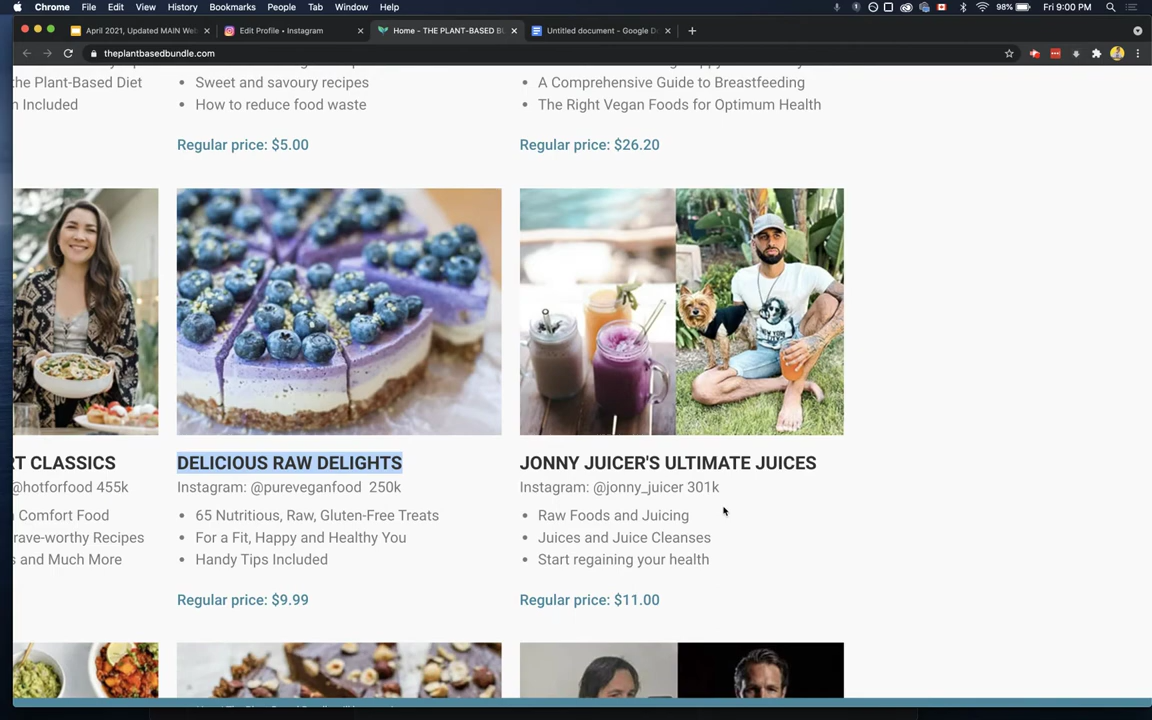 Chrome File Edit View History Bookmarks People Tab Window Help 98% Fri 9:00 PM
April 2021, Updated MAIN Web Edit Profile • Instagram Home - THE PLANT-BASED BU Untitled document - Google Do
theplantbasedbundle.com
the Plant-Based Diet
Included
Sweet and savoury recipes
How to reduce food waste
Regular price: $5.00
A Comprehensive Guide to Breastfeeding
The Right Vegan Foods for Optimum Health
Regular price: $26.20
RT CLASSICS
@hotforfood 455k
Comfort Food
rave-worthy Recipes
s and Much More
DELICIOUS RAW DELIGHTS
Instagram: @pureveganfood 250k
65 Nutritious, Raw, Gluten-Free Treats
For a Fit, Happy and Healthy You
Handy Tips Included
Regular price: $9.99
JONNY JUICER'S ULTIMATE JUICES
Instagram: @jonny_juicer 301k
Raw Foods and Juicing
Juices and Juice Cleanses
Start regaining your health
Regular price: $11.00